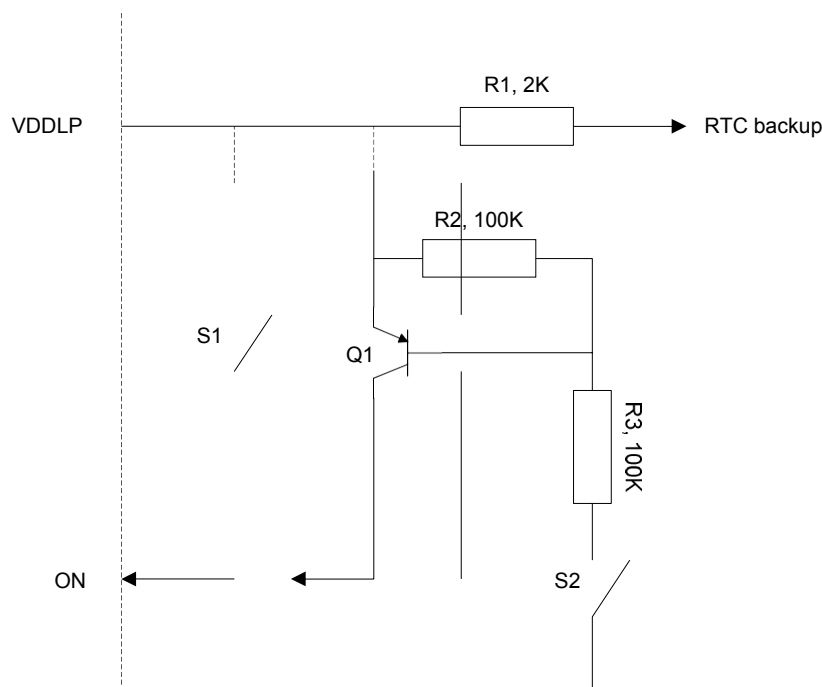 R1, 2K
VDDLP
RTC backup
R2, 100K
S1
Q1
R3, 100K
ON
S2